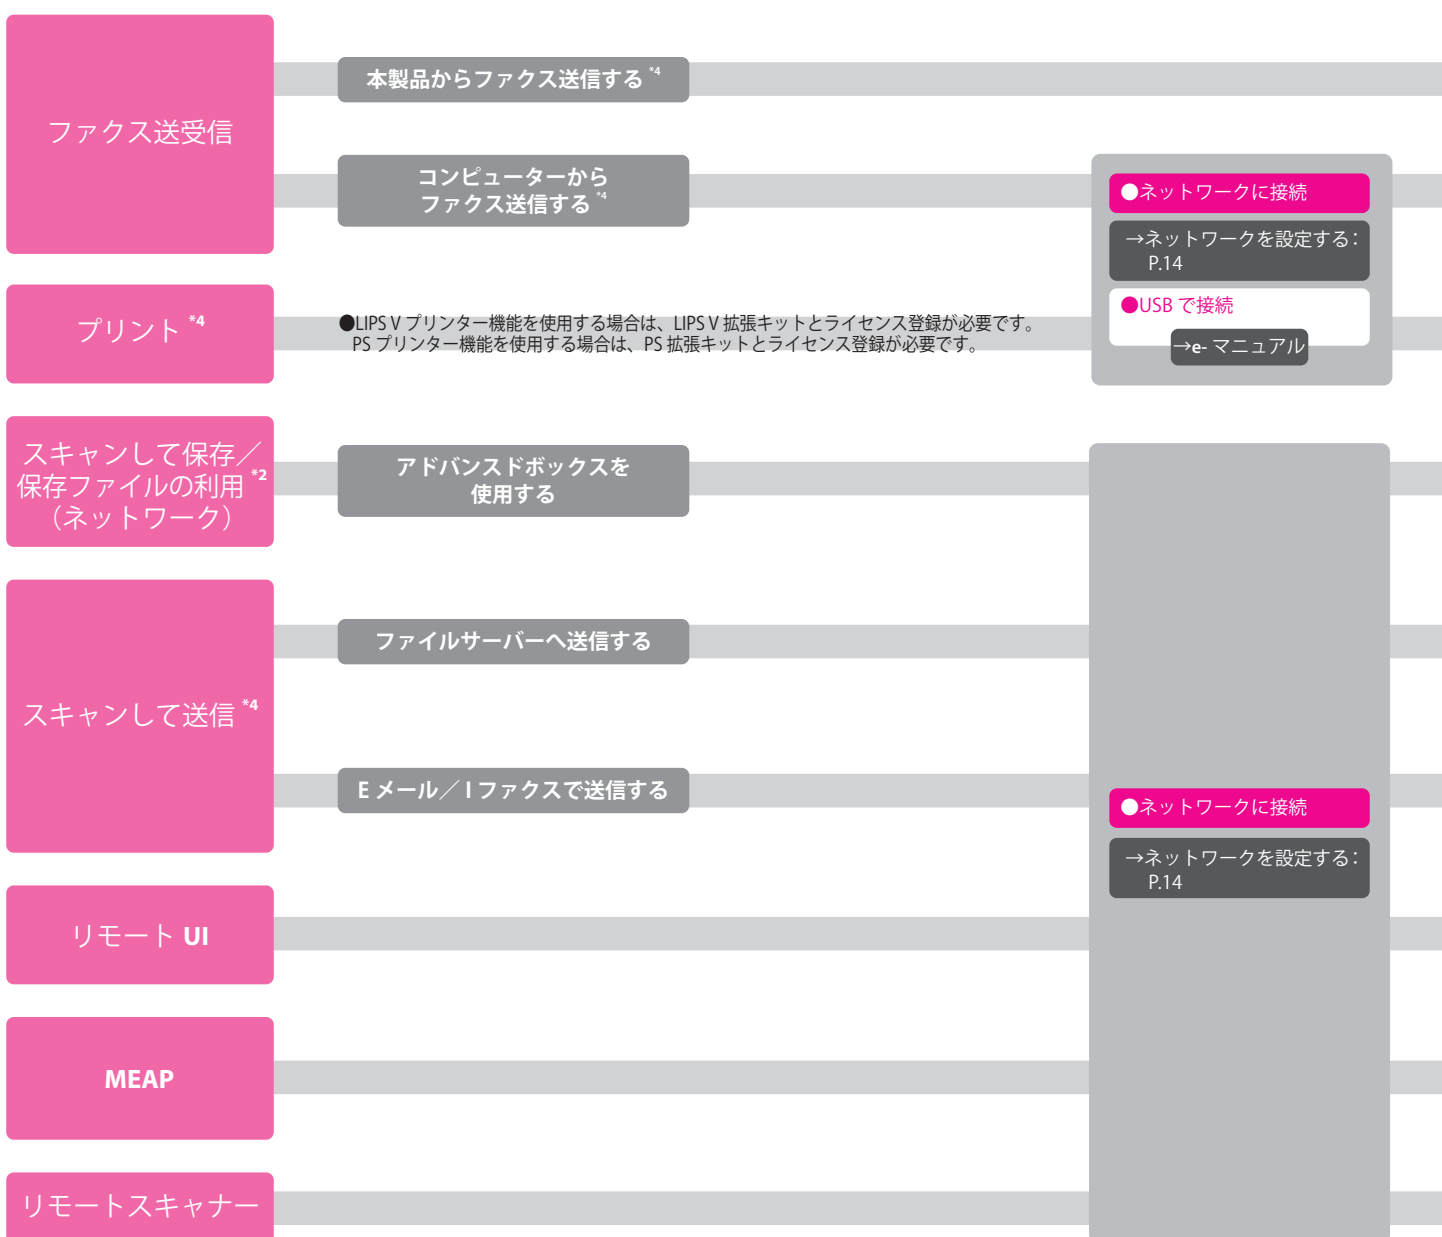 ファクス送受信
本製品からファクス送信する *4
コンピューターから
ファクス送信する *4
●ネットワークに接続
→ネットワークを設定する：
P.14
●USB で接続
→e- マニュアル
プリント *4
●LIPS V プリンター機能を使用する場合は、LIPS V 拡張キットとライセンス登録が必要です。
PS プリンター機能を使用する場合は、PS 拡張キットとライセンス登録が必要です。
スキャンして保存／
保存ファイルの利用 *2
（ネットワーク）
アドバンスドボックスを
使用する
スキャンして送信 *4
ファイルサーバーへ送信する
E メール／ I ファクスで送信する
●ネットワークに接続
→ネットワークを設定する：
P.14
リモート UI
MEAP
リモートスキャナー